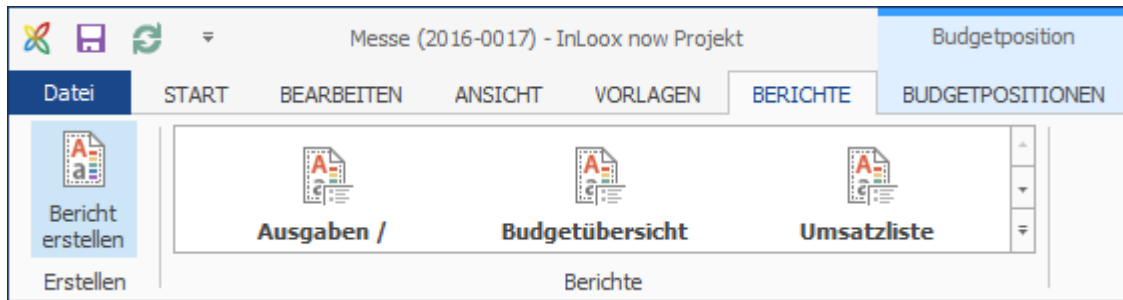 Messe (2016-0017) - InLoox now Projekt
Budgetposition
Datei START BEARBEITEN ANSICHT VORLAGEN BERICHTE BUDGETPOSITIONEN
Bericht
erstellen
Erstellen
Ausgaben / Budgetübersicht Umsatzliste
Berichte